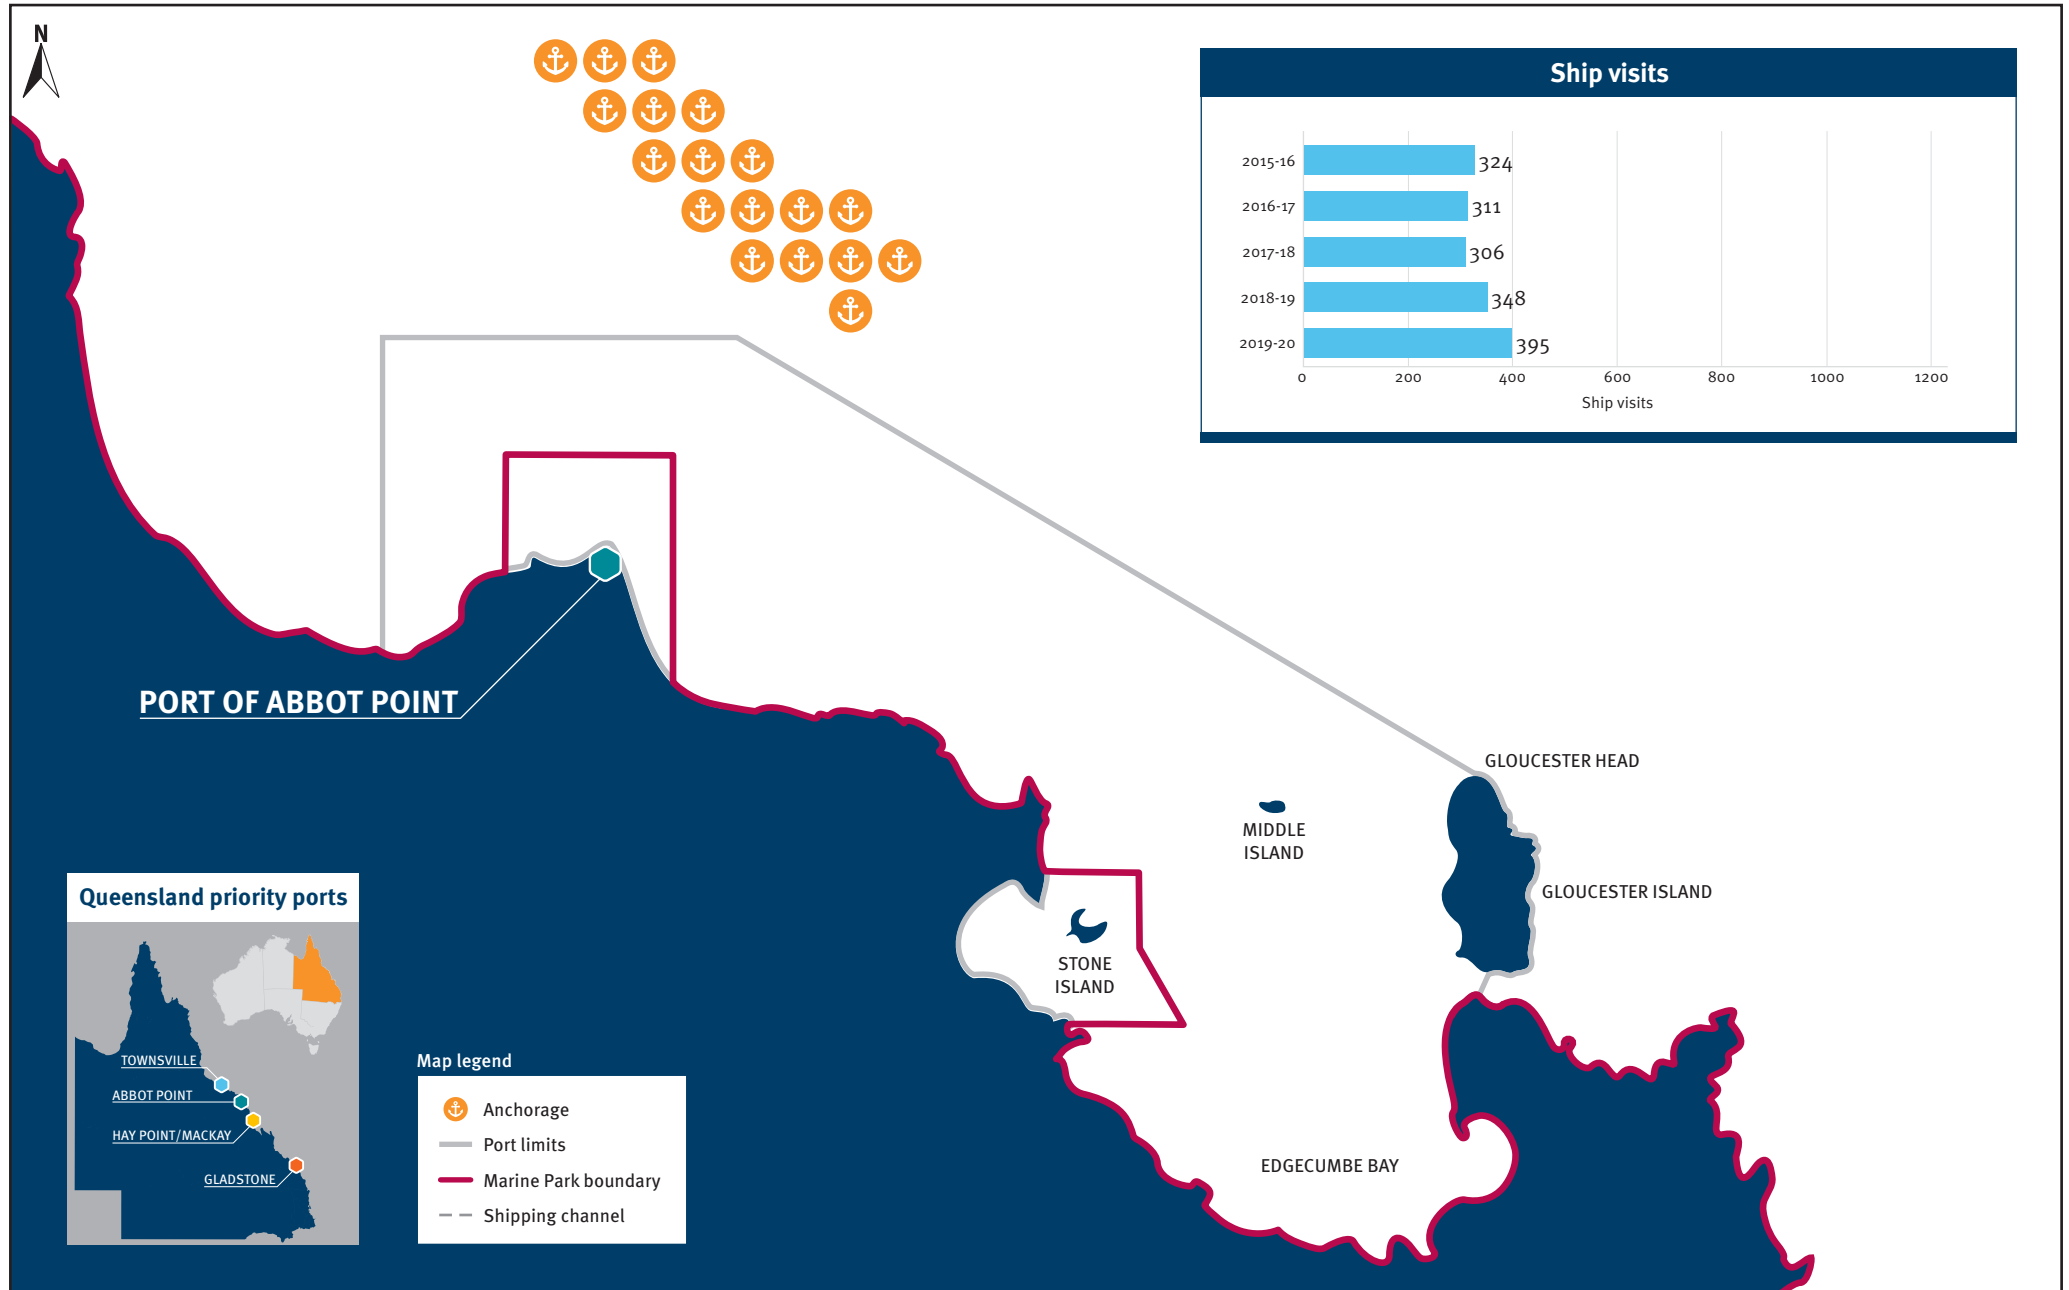 N
Ship visits
2015-16
324
2016-17
311
2017-18
306
2018-19
348
2019-20
395
0 200 400 600 800 1000 1200
Ship visits
PORT OF ABBOT POINT
GLOUCESTER HEAD
MIDDLE
ISLAND
GLOUCESTER ISLAND
STONE
ISLAND
EDGECUMBE BAY
Queensland priority ports
TOWNSVILLE
ABBOT POINT
HAY POINT/MACKAY
GLADSTONE
Map legend
Anchorage
Port limits
Marine Park boundary
Shipping channel